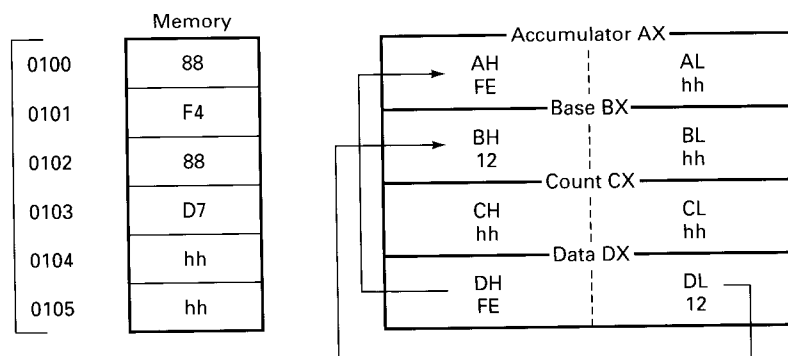 Memory
0100 88
0101 F4
0102 88
0103 D7
0104 hh
0105 hh
Accumulator AX
AH AL
FE hh
Base BX
BH BL
12 hh
Count CX
CH CL
hh hh
Data DX
DH DL
FE 12